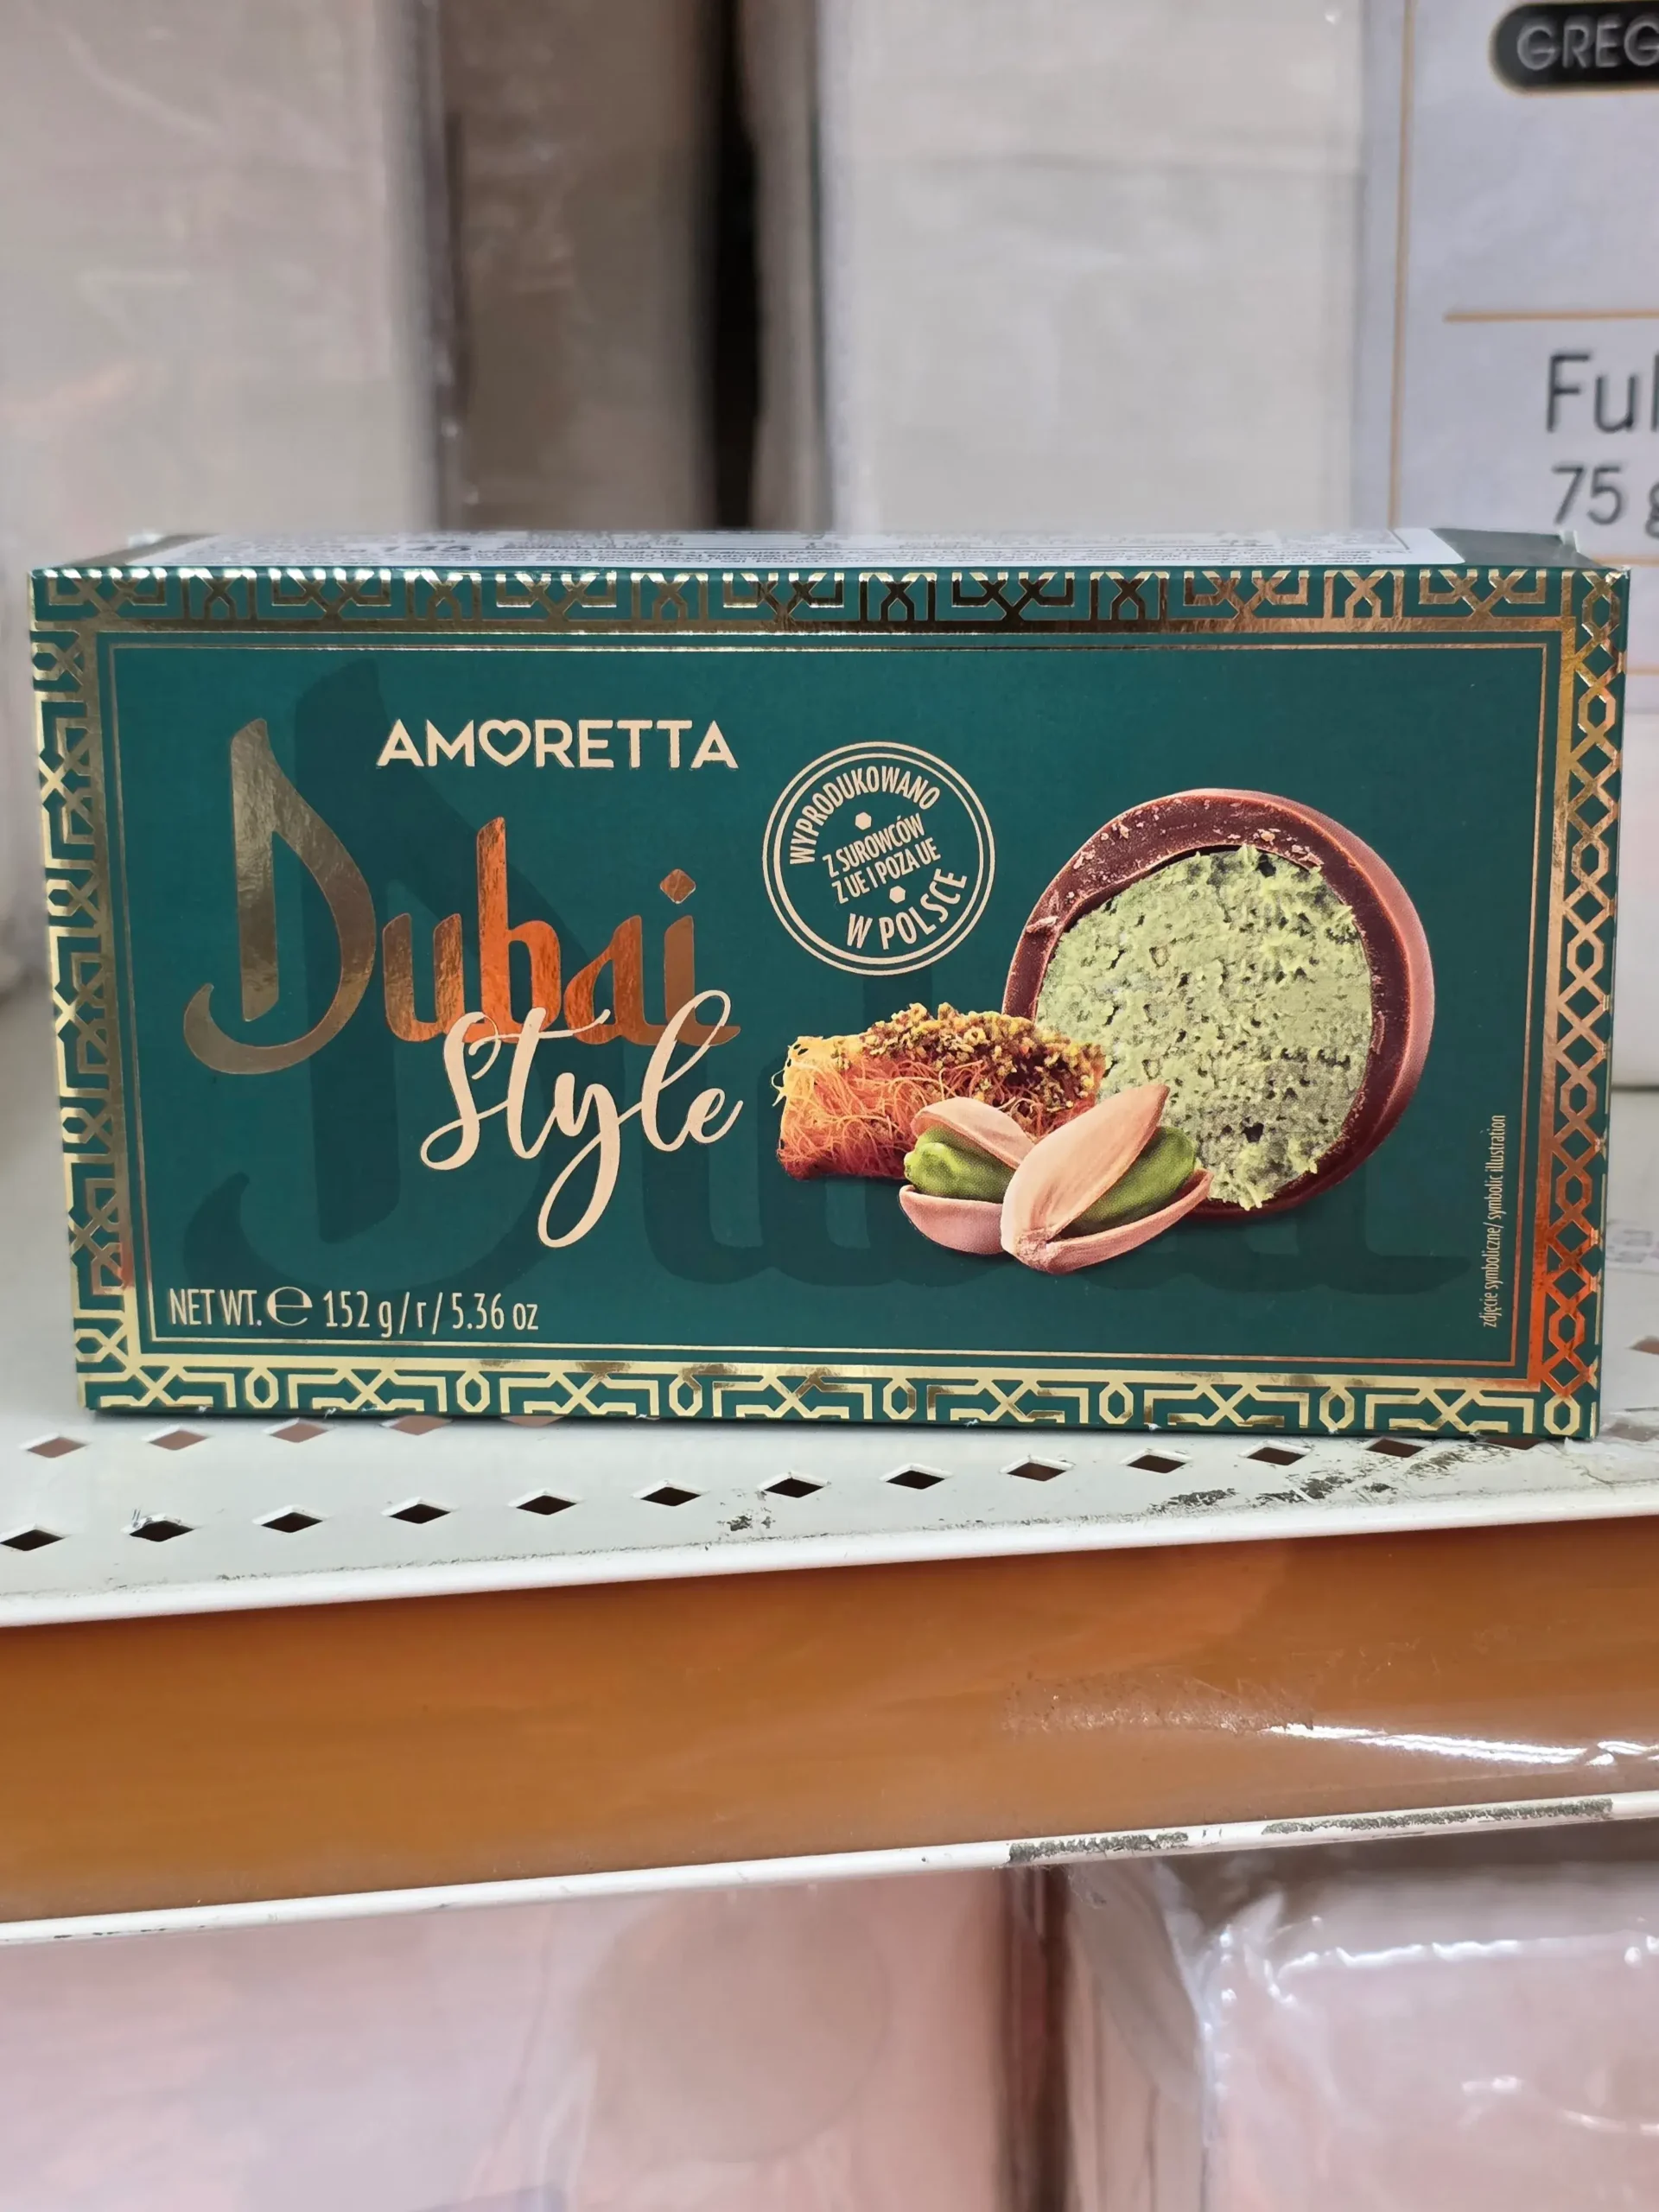 GREG
Ful
75 g
AMORETTA
Dubai
Style
WYPRODUKOWANO
Z SUROWCÓW
Z UE I POZA UE
W POLSCE
NET WT. ℮ 152 g / r / 5.36 oz
zdjęcie symboliczne/ symbolic illustration